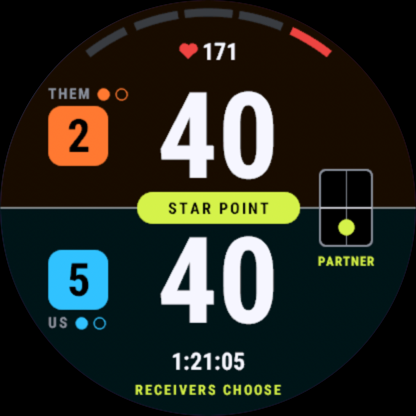 171
THEM
2
40
STAR POINT
PARTNER
5
40
US
1:21:05
RECEIVERS CHOOSE